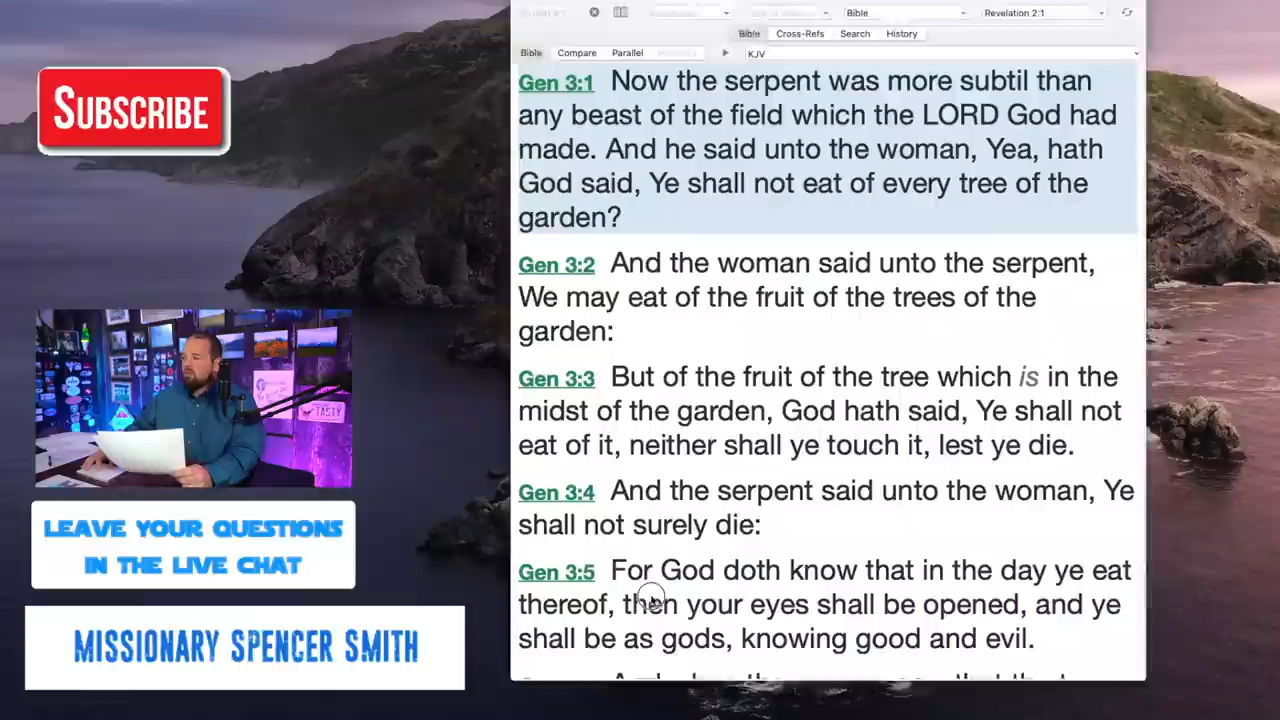 Bible
Revelation 2:1
Bible Cross-Refs Search History
Bible Compare Parallel
KJV
SUBSCRIBE
Gen 3:1 Now the serpent was more subtil than
any beast of the field which the LORD God had
made. And he said unto the woman, Yea, hath
God said, Ye shall not eat of every tree of the
garden?
Gen 3:2 And the woman said unto the serpent,
We may eat of the fruit of the trees of the
garden:
Gen 3:3 But of the fruit of the tree which is in the
midst of the garden, God hath said, Ye shall not
eat of it, neither shall ye touch it, lest ye die.
Gen 3:4 And the serpent said unto the woman, Ye
shall not surely die:
Gen 3:5 For God doth know that in the day ye eat
thereof, then your eyes shall be opened, and ye
shall be as gods, knowing good and evil.
TASTY
LEAVE YOUR QUESTIONS
IN THE LIVE CHAT
MISSIONARY SPENCER SMITH